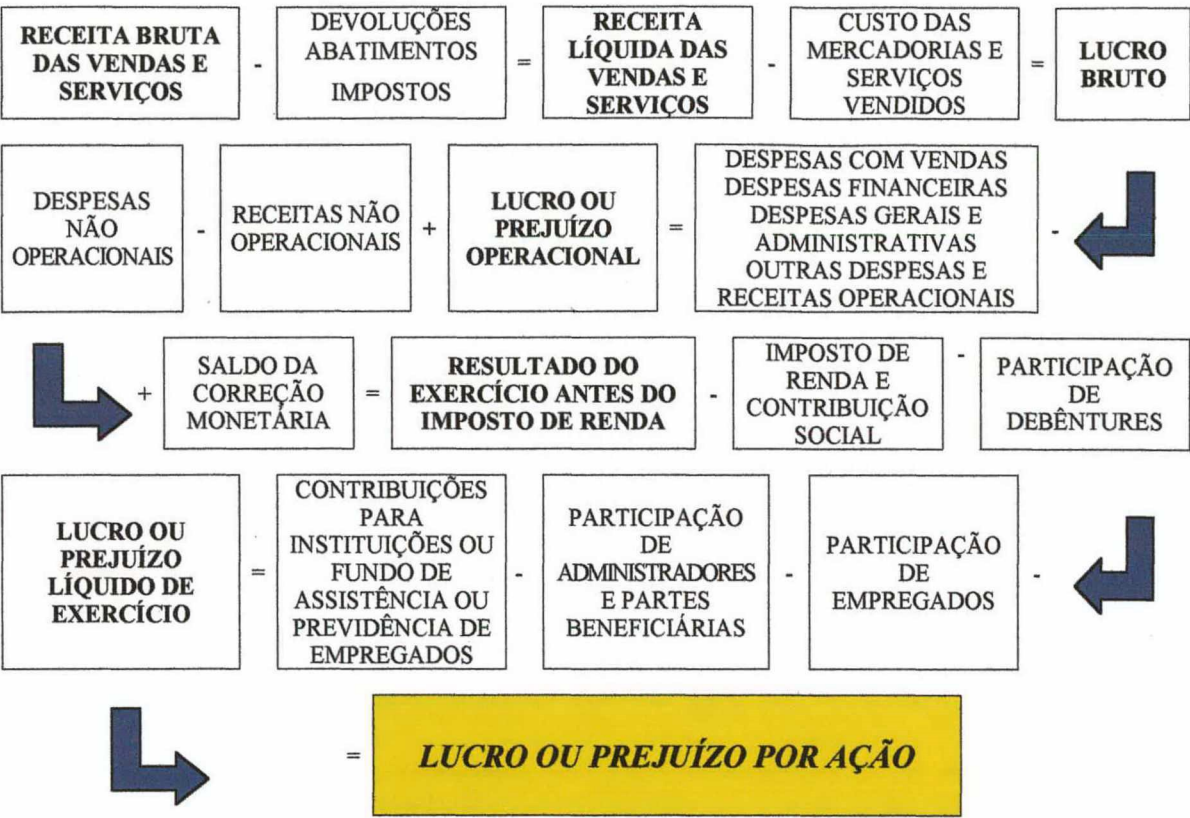 RECEITA BRUTA
DAS VENDAS E
SERVIÇOS
-
DEVOLUÇÕES
ABATIMENTOS
IMPOSTOS
=
RECEITA
LÍQUIDA DAS
VENDAS E
SERVIÇOS
-
CUSTO DAS
MERCADORIAS E
SERVIÇOS
VENDIDOS
=
LUCRO
BRUTO
DESPESAS
NÃO
OPERACIONAIS
-
RECEITAS NÃO
OPERACIONAIS
+
LUCRO OU
PREJUÍZO
OPERACIONAL
=
DESPESAS COM VENDAS
DESPESAS FINANCEIRAS
DESPESAS GERAIS E
ADMINISTRATIVAS
OUTRAS DESPESAS E
RECEITAS OPERACIONAIS
-
+
SALDO DA
CORREÇÃO
MONETÁRIA
=
RESULTADO DO
EXERCÍCIO ANTES DO
IMPOSTO DE RENDA
-
IMPOSTO DE
RENDA E
CONTRIBUIÇÃO
SOCIAL
-
PARTICIPAÇÃO
DE
DEBÊNTURES
LUCRO OU
PREJUÍZO
LÍQUIDO DE
EXERCÍCIO
=
CONTRIBUIÇÕES
PARA
INSTITUIÇÕES OU
FUNDO DE
ASSISTÊNCIA OU
PREVIDÊNCIA DE
EMPREGADOS
-
PARTICIPAÇÃO
DE
ADMINISTRADORES
E PARTES
BENEFICIÁRIAS
-
PARTICIPAÇÃO
DE
EMPREGADOS
-
=
LUCRO OU PREJUÍZO POR AÇÃO